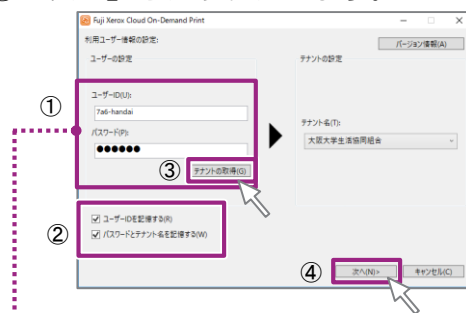 Fuji Xerox Cloud On-Demand Print
利用ユーザー情報の設定:
バージョン情報(A)
ユーザーの設定
テナントの設定
①
ユーザーID(U):
7a6-handai
パスワード(P):
●●●●●●
テナント名(T):
大阪大学生活協同組合
③
テナントの取得(G)
②
ユーザーIDを記憶する(R)
パスワードとテナント名を記憶する(W)
④
次へ(N)>
キャンセル(C)